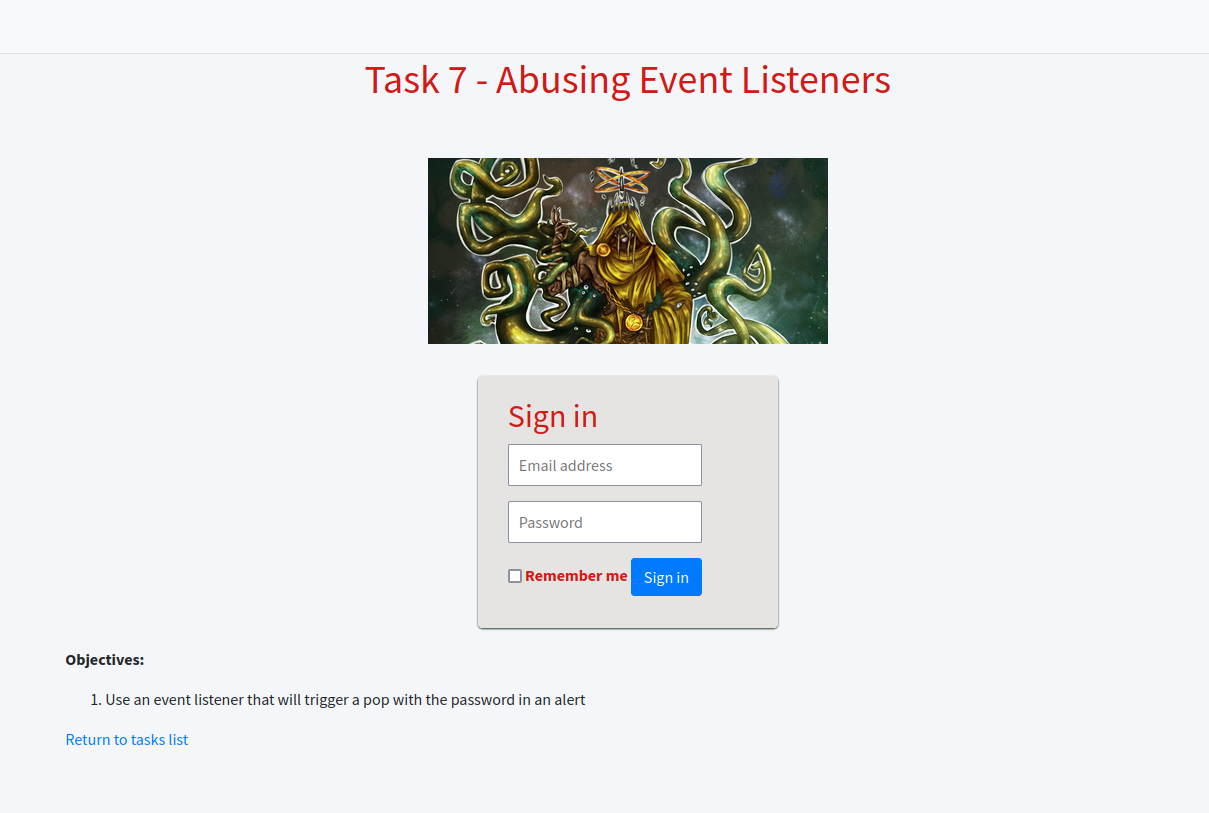 Task 7 - Abusing Event Listeners
Sign in
Email address
Password
Remember me Sign in
Objectives:
1. Use an event listener that will trigger a pop with the password in an alert
Return to tasks list